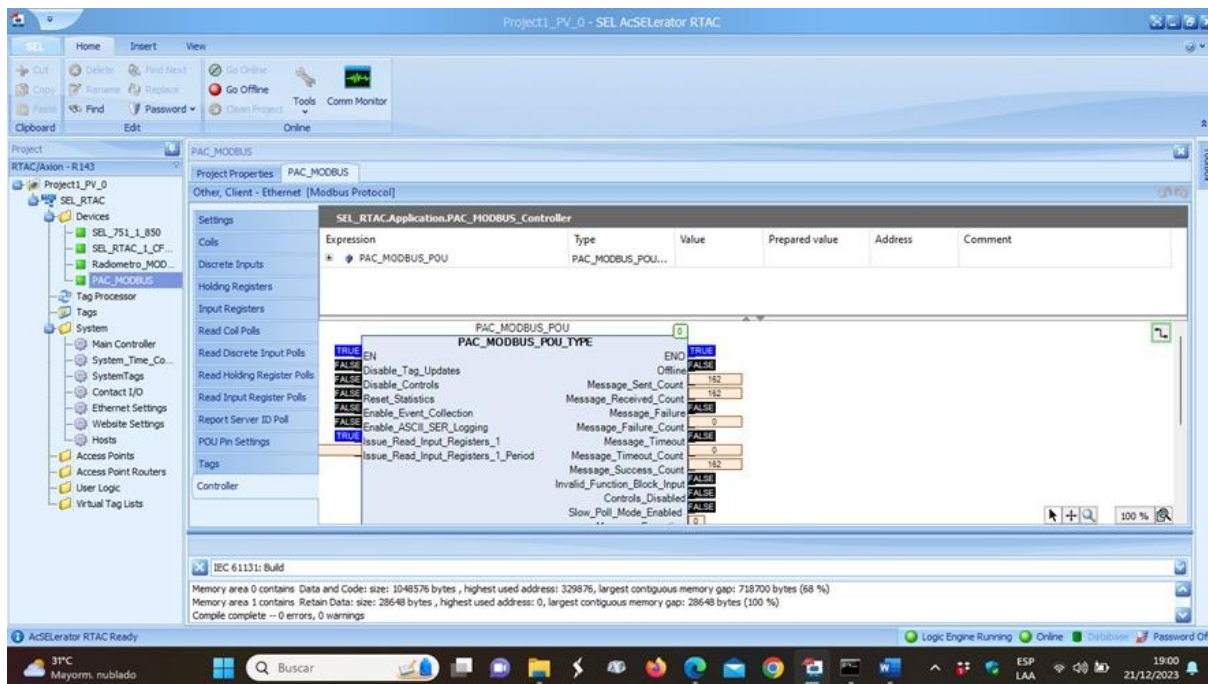 Project1_PV_0 - SEL AcSELerator RTAC
SEL Home Insert View
Cut Delete Find Next Go Online
Copy Rename Replace Go Offline Tools Comm Monitor
Paste Find Password Clean Project
Clipboard Edit Online
Project
RTAC/Axion - R143
Project1_PV_0
SEL_RTAC
Devices
SEL_751_1_850
SEL_RTAC_1_CF...
Radiometro_MOD...
PAC_MODBUS
Tag Processor
Tags
System
Main Controller
System_Time_Co...
SystemTags
Contact I/O
Ethernet Settings
Website Settings
Hosts
Access Points
Access Point Routers
User Logic
Virtual Tag Lists
PAC_MODBUS
Project Properties PAC_MODBUS
Other, Client - Ethernet [Modbus Protocol]
Settings
Coils
Discrete Inputs
Holding Registers
Input Registers
Read Coil Polls
Read Discrete Input Polls
Read Holding Register Polls
Read Input Register Polls
Report Server ID Poll
POU Pin Settings
Tags
Controller
SEL_RTAC.Application.PAC_MODBUS_Controller
Expression Type Value Prepared value Address Comment
PAC_MODBUS_POU PAC_MODBUS_POU...
PAC_MODBUS_POU 0
PAC_MODBUS_POU_TYPE
TRUE EN ENO TRUE
FALSE Disable_Tag_Updates Offline FALSE
FALSE Disable_Controls Message_Sent_Count 162
FALSE Reset_Statistics Message_Received_Count 162
FALSE Enable_Event_Collection Message_Failure FALSE
FALSE Enable_ASCII_SER_Logging Message_Failure_Count 0
TRUE Issue_Read_Input_Registers_1 Message_Timeout FALSE
Issue_Read_Input_Registers_1_Period Message_Timeout_Count 0
Message_Success_Count 162
Invalid_Function_Block_Input FALSE
Controls_Disabled FALSE
Slow_Poll_Mode_Enabled FALSE
0
100 %
IEC 61131: Build
Memory area 0 contains Data and Code: size: 1048576 bytes , highest used address: 329876, largest contiguous memory gap: 718700 bytes (68 %)
Memory area 1 contains Retain Data: size: 28648 bytes , highest used address: 0, largest contiguous memory gap: 28648 bytes (100 %)
Compile complete -- 0 errors, 0 warnings
AcSELerator RTAC Ready Logic Engine Running Online Database Password Of
31°C
Mayorm. nublado
Buscar
ESP
LAA
19:00
21/12/2023